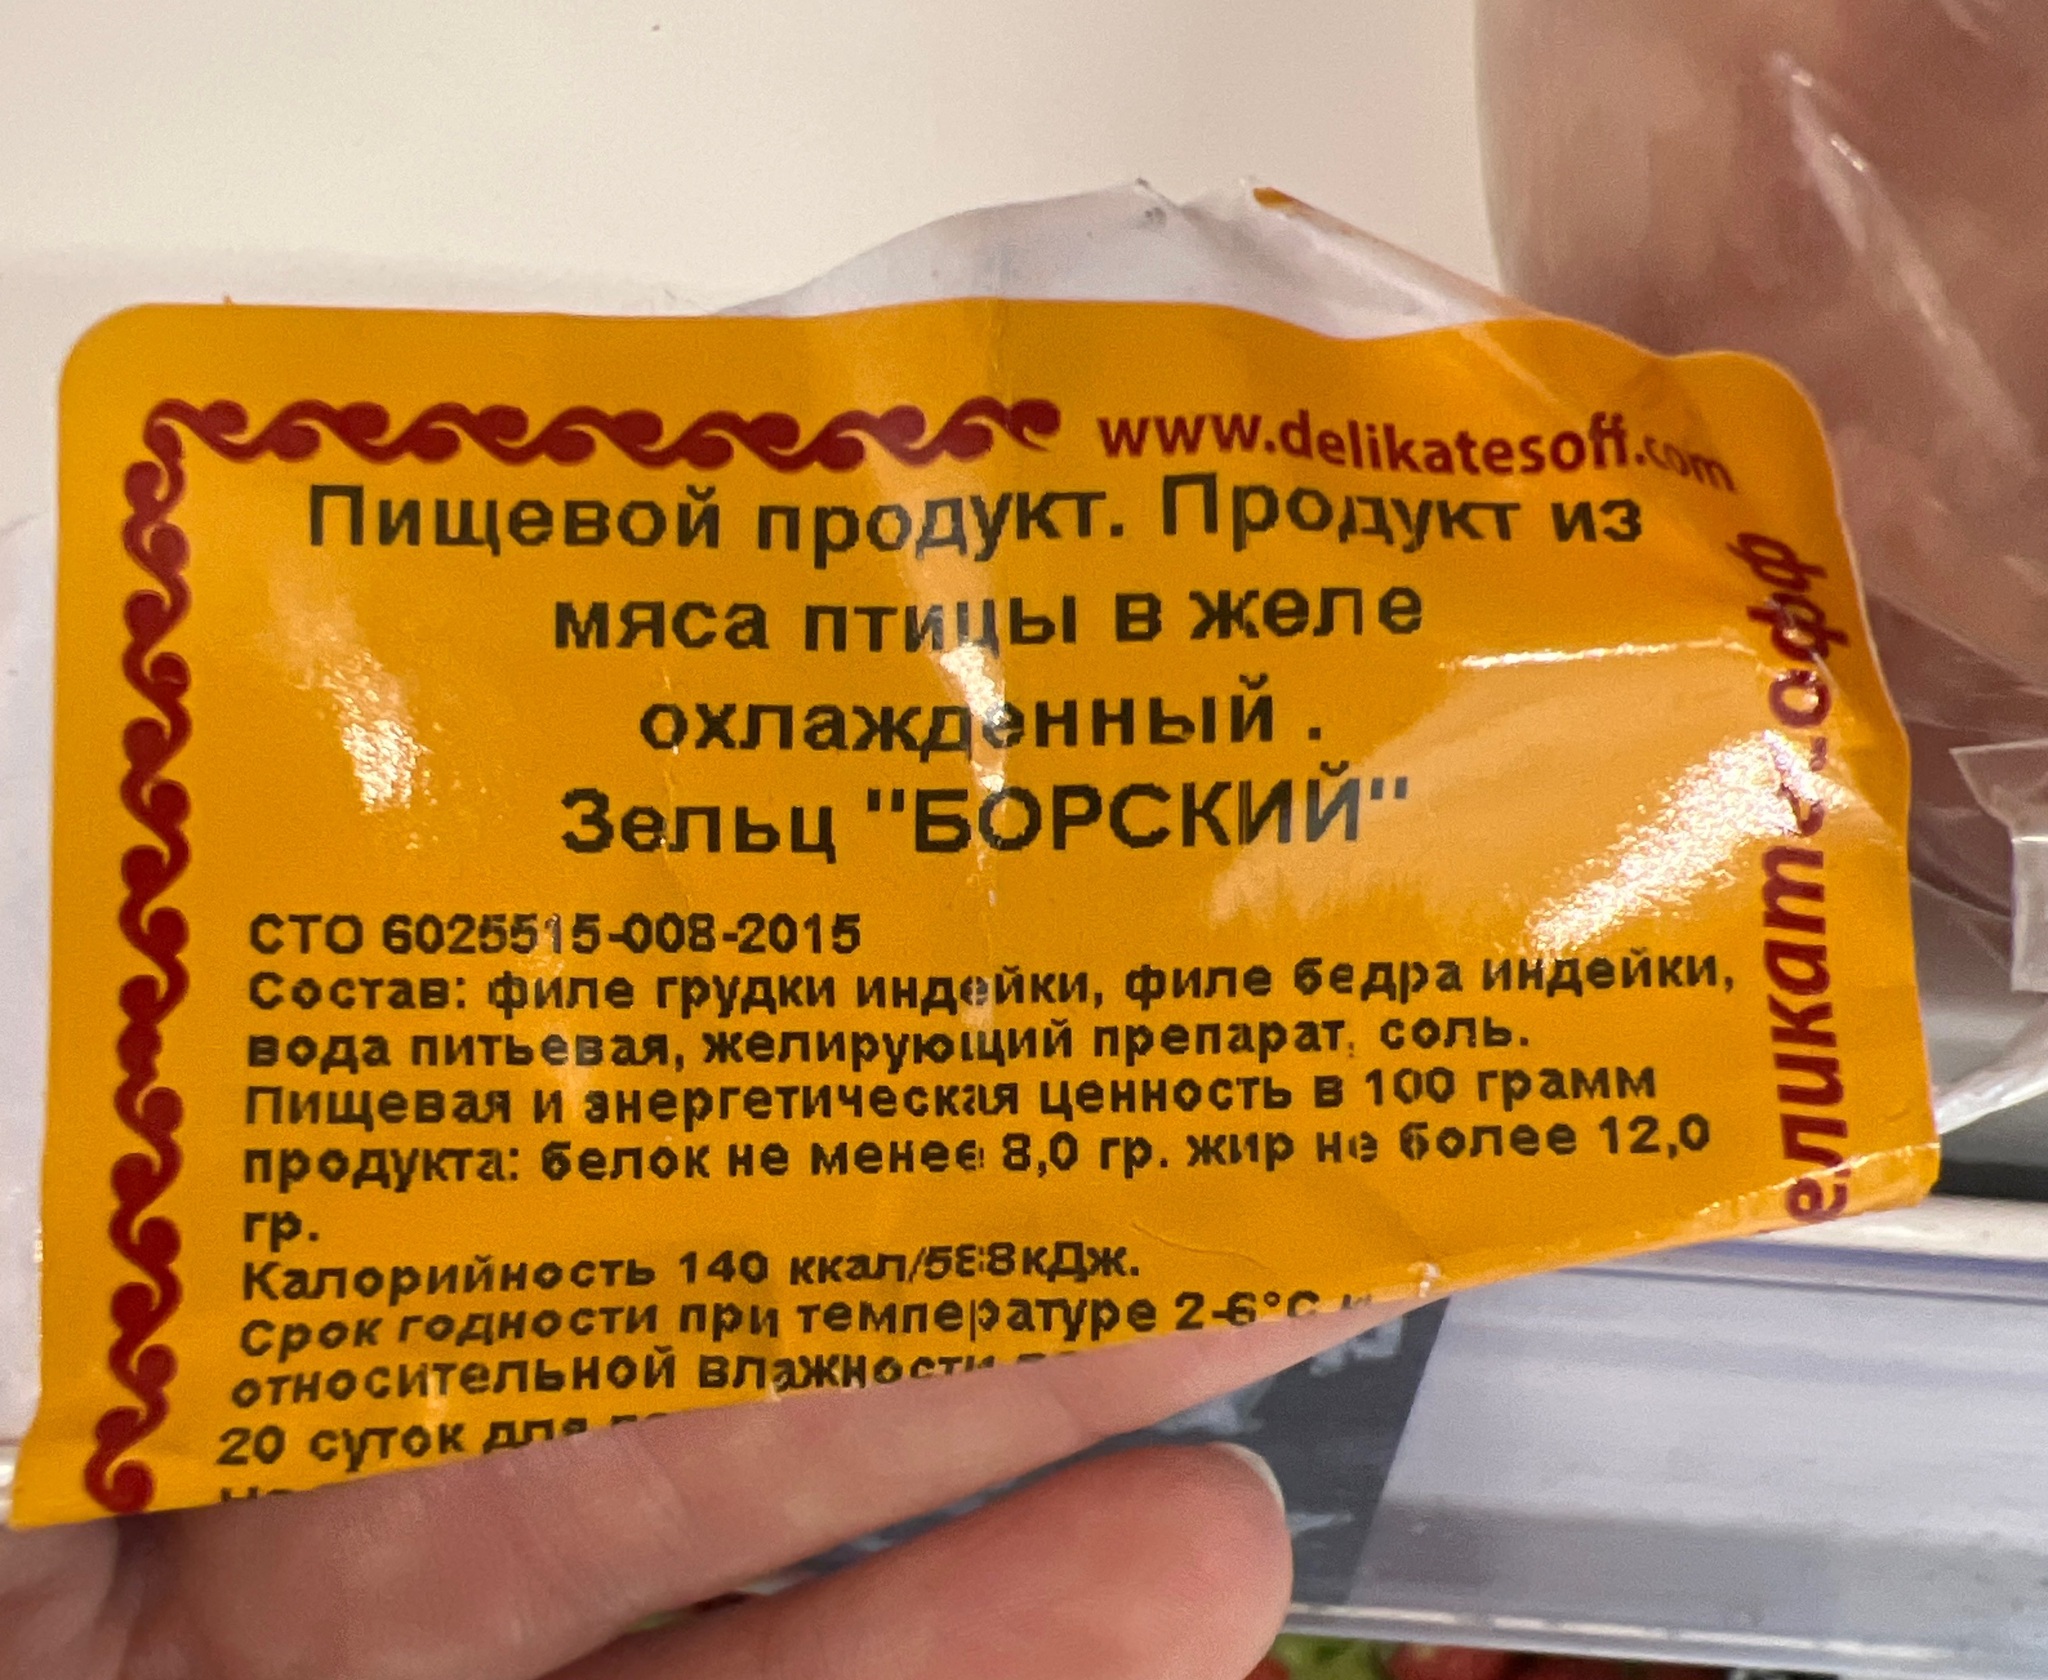 www.delikatesoff.com
Пищевой продукт. Продукт из
мяса птицы в желе
охлажденный .
Зельц "БОРСКИЙ"
СТО 6025515-008-2015
Состав: филе грудки индейки, филе бедра индейки,
вода питьевая, желирующий препарат, соль.
Пищевая и энергетическая ценность в 100 грамм
продукта: белок не менее 8,0 гр. жир не более 12,0
гр.
Калорийность 140 ккал/588кДж.
Срок годности при температуре 2-6°С и
относительной влажности
20 суток для